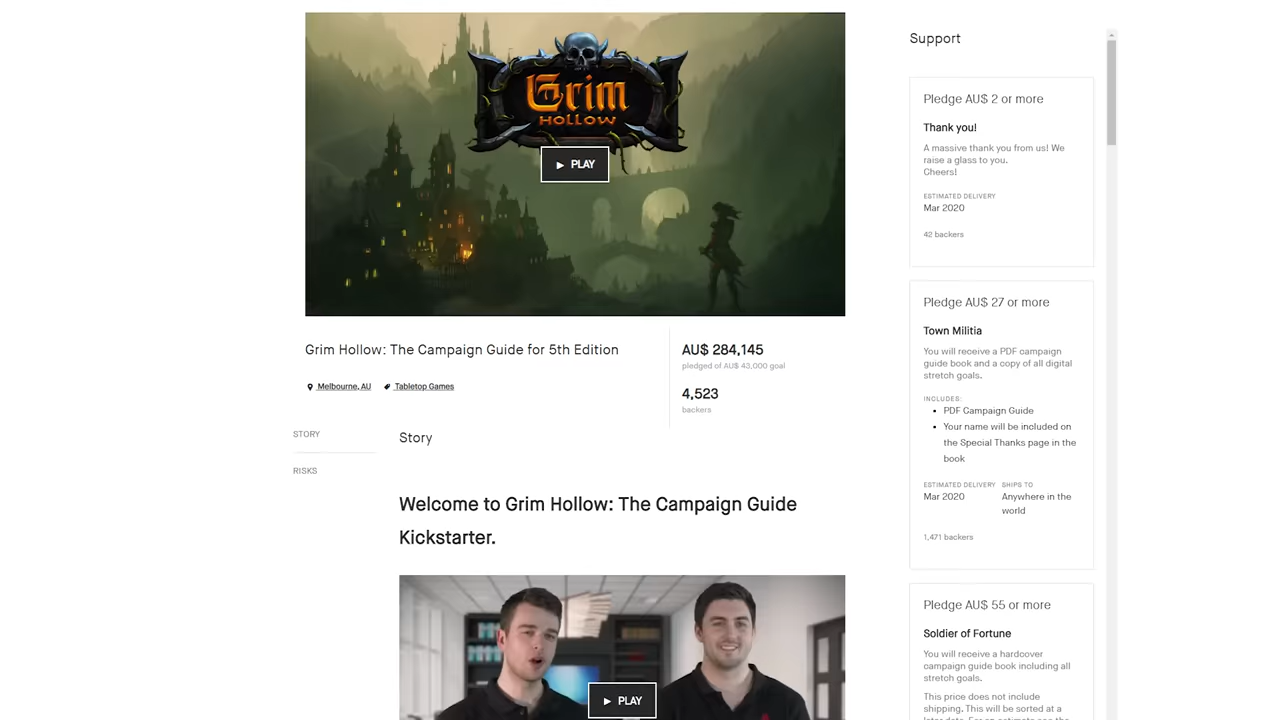 Grim
HOLLOW
PLAY
Grim Hollow: The Campaign Guide for 5th Edition
Melbourne, AU
Tabletop Games
AU$ 284,145
pledged of AU$ 43,000 goal
4,523
backers
STORY
RISKS
Story
Welcome to Grim Hollow: The Campaign Guide
Kickstarter.
PLAY
Support
Pledge AU$ 2 or more
Thank you!
A massive thank you from us! We
raise a glass to you.
Cheers!
ESTIMATED DELIVERY
Mar 2020
42 backers
Pledge AU$ 27 or more
Town Militia
You will receive a PDF campaign
guide book and a copy of all digital
stretch goals.
INCLUDES:
• PDF Campaign Guide
• Your name will be included on
the Special Thanks page in the
book
ESTIMATED DELIVERY SHIPS TO
Mar 2020 Anywhere in the
world
1,471 backers
Pledge AU$ 55 or more
Soldier of Fortune
You will receive a hardcover
campaign guide book including all
stretch goals.
This price does not include
shipping. This will be sorted at a